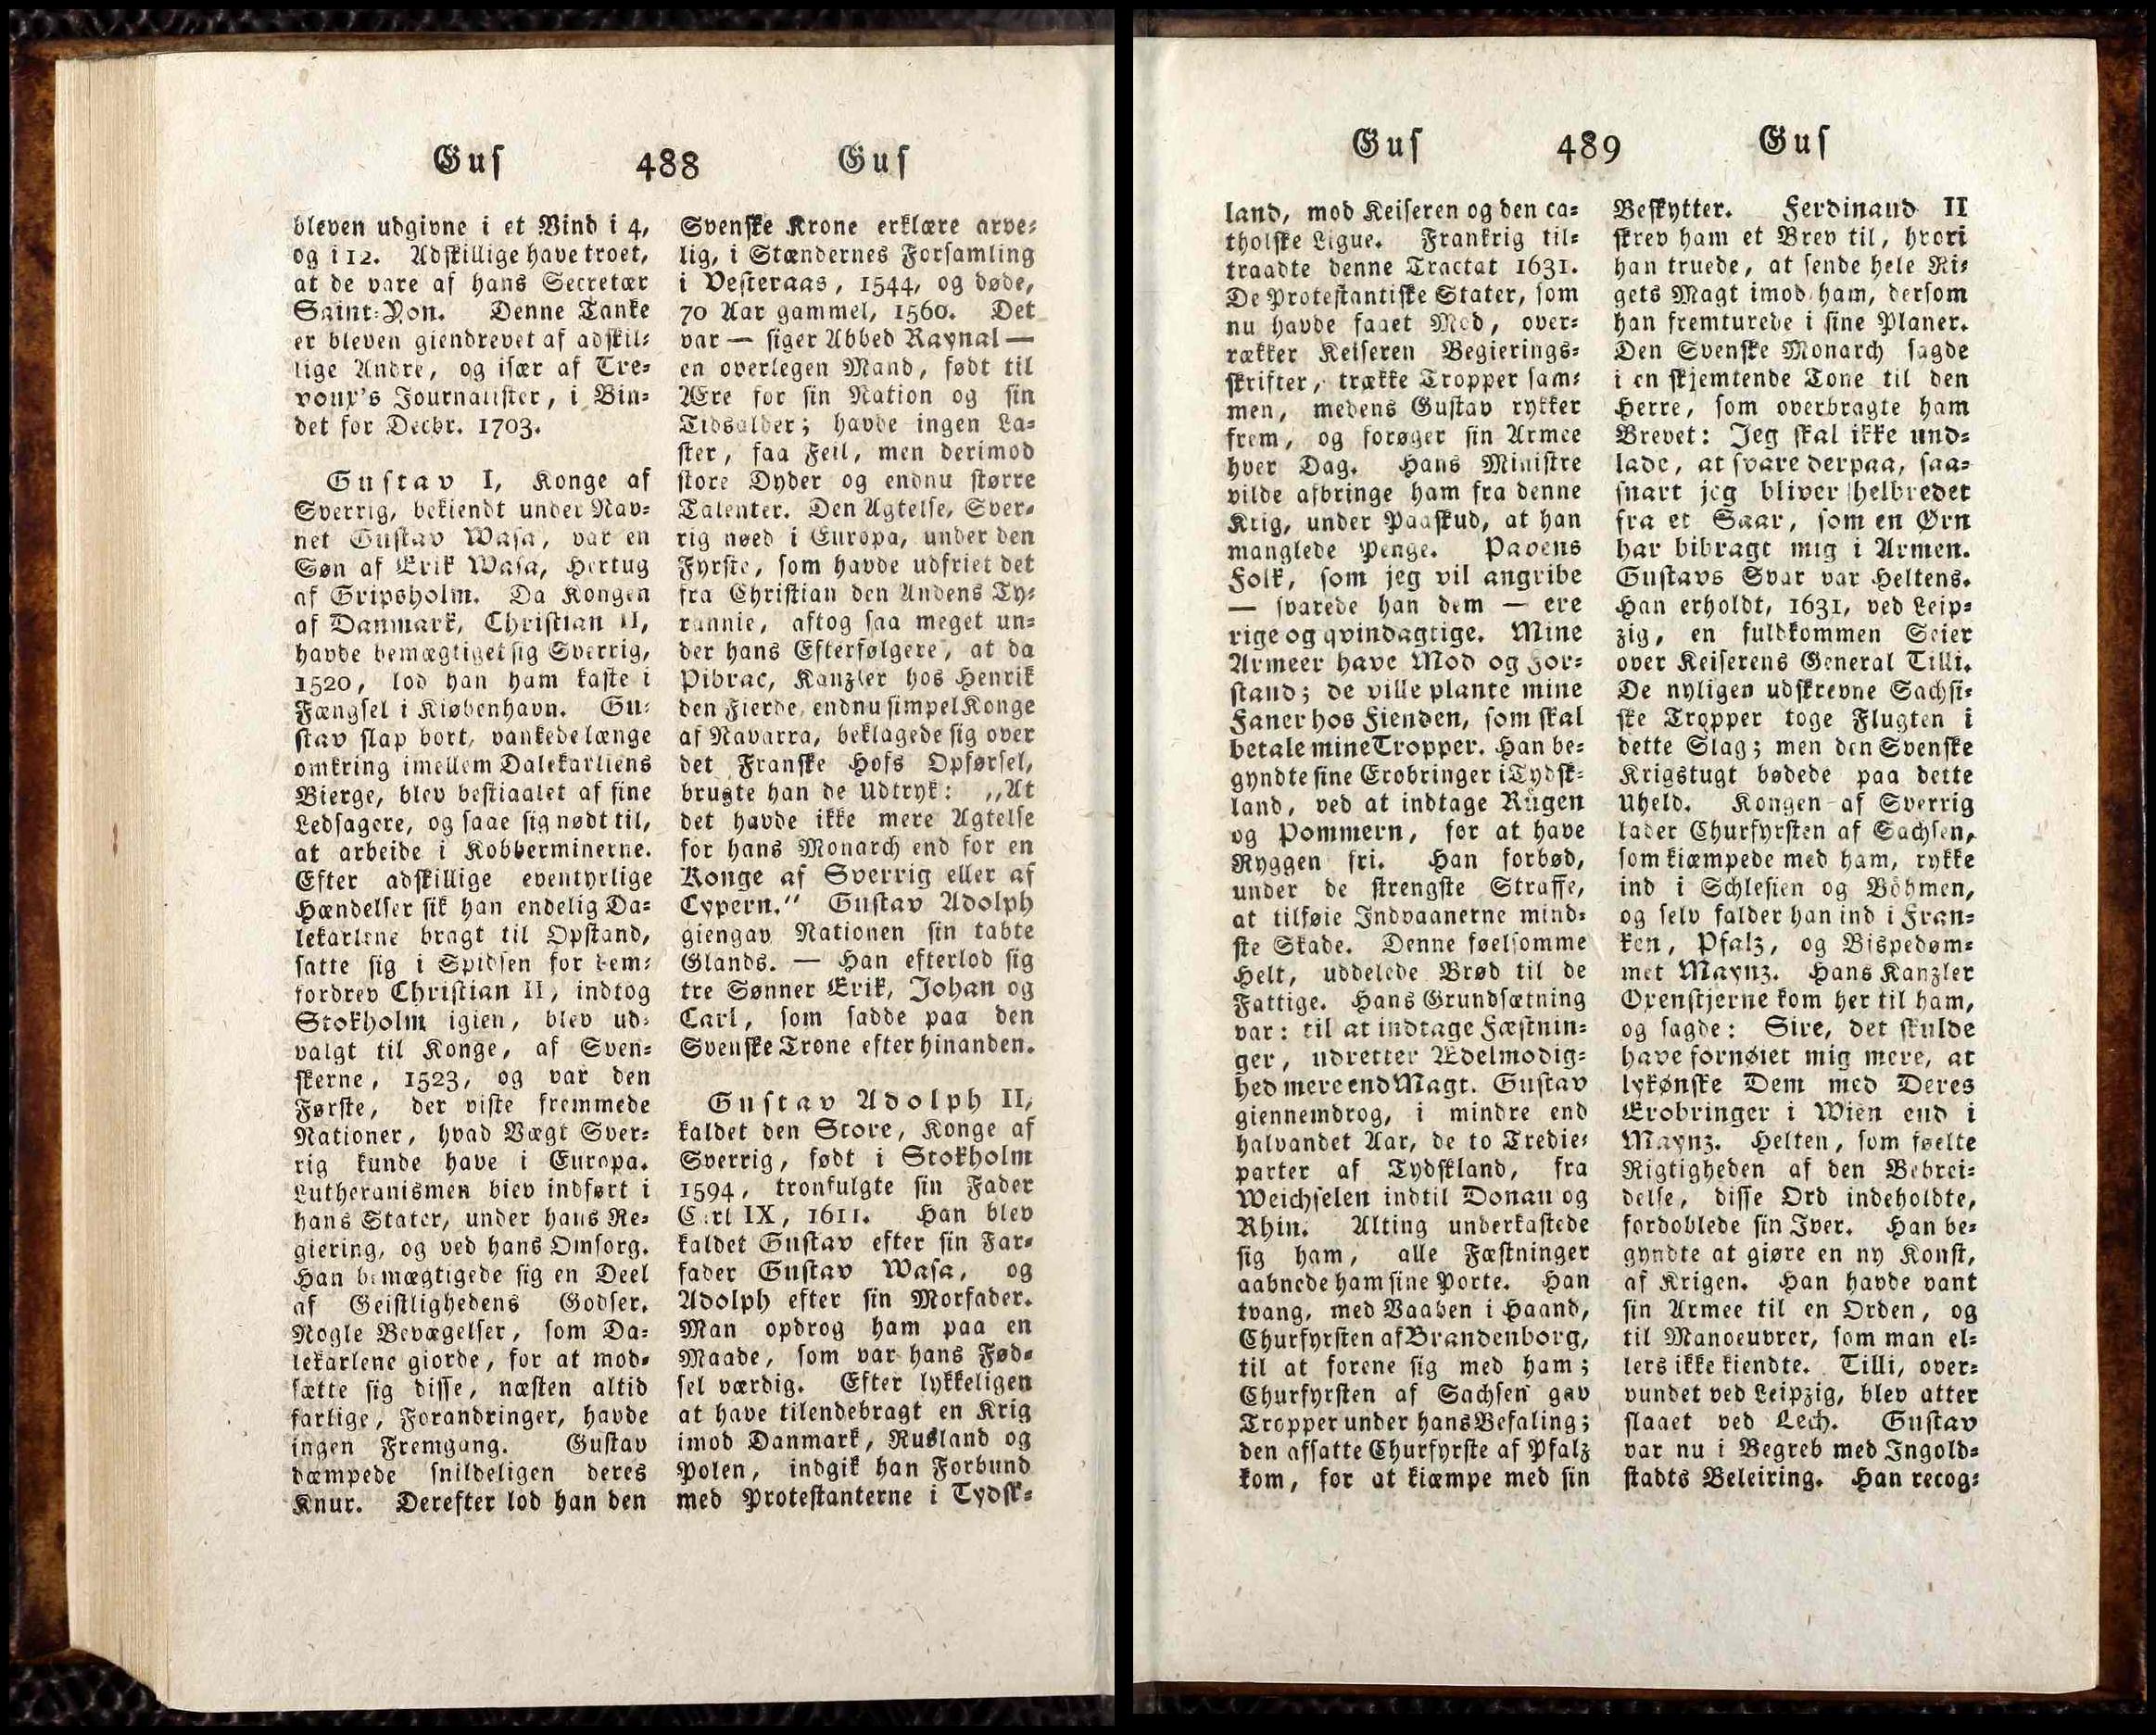 Gus 488 Gus
bleven udgivne i et Bind i 4,
og i 12. Adskillige have troet,
at de vare af hans Secretær
Saint-Yon. Denne Tanke
er bleven giendrevet af adskil-
lige Andre, og især af Tre-
voux's Journalister, i Bin-
det for Decbr. 1703.
Gustav I, Konge af
Sverrig, bekiendt under Nav-
net Gustav Wasa, var en
Søn af Erik Wasa, Hertug
af Gripsholm. Da Kongen
af Danmark, Christian II,
havde bemægtiget sig Sverrig,
1520, lod han ham kaste i
Fængsel i Kiøbenhavn. Gu-
stav slap bort, vankede længe
omkring imellem Dalekarliens
Bierge, blev bestiaalet af sine
Ledsagere, og saae sig nødt til,
at arbeide i Kobberminerne.
Efter adskillige eventyrlige
Hændelser fik han endelig Da-
lekarlene bragt til Opstand,
satte sig i Spidsen for dem;
fordrev Christian II, indtog
Stokholm igien, blev ud-
valgt til Konge, af Sven-
skerne, 1523, og var den
Første, der viste fremmede
Nationer, hvad Vægt Sver-
rig kunde have i Europa.
Lutheranismen blev indført i
hans Stater, under hans Re-
giering, og ved hans Omsorg.
Han bemægtigede sig en Deel
af Geistlighedens Godser.
Nogle Bevægelser, som Da-
lekarlene giorde, for at mod-
sætte sig disse, næsten altid
farlige, Forandringer, havde
ingen Fremgang. Gustav
dæmpede snildeligen deres
Knur. Derefter lod han den
Svenske Krone erklære arve-
lig, i Stændernes Forsamling
i Vesteraas, 1544, og døde,
70 Aar gammel, 1560. Det
var — siger Abbed Raynal —
en overlegen Mand, født til
Ære for sin Nation og sin
Tidsalder; havde ingen La-
ster, faa Feil, men derimod
store Dyder og endnu større
Talenter. Den Agtelse, Sver-
rig nøed i Europa, under den
Fyrste, som havde udfriet det
fra Christian den Andens Ty-
rannie, aftog saa meget un-
der hans Efterfølgere, at da
Pibrac, Kanzler hos Henrik
den Fierde, endnu simpel Konge
af Navarra, beklagede sig over
det Franske Hofs Opførsel,
brugte han de Udtryk: „At
det havde ikke mere Agtelse
for hans Monarch end for en
Konge af Sverrig eller af
Cypern.“ Gustav Adolph
giengav Nationen sin tabte
Glands. — Han efterlod sig
tre Sønner Erik, Johan og
Carl, som sadde paa den
Svenske Trone efter hinanden.
Gustav Adolph II,
kaldet den Store, Konge af
Sverrig, født i Stokholm
1594, tronfulgte sin Fader
Carl IX, 1611. Han blev
kaldet Gustav efter sin Far-
fader Gustav Wasa, og
Adolph efter sin Morfader.
Man opdrog ham paa en
Maade, som var hans Fød-
sel værdig. Efter lykkeligen
at have tilendebragt en Krig
imod Danmark, Rusland og
Polen, indgik han Forbund
med Protestanterne i Tydsk-
Gus 489 Gus
land, mod Keiseren og den ca-
tholske Ligue. Frankrig til-
traadte denne Tractat 1631.
De Protestantiske Stater, som
nu havde faaet Mod, over-
rækker Keiseren Begierings-
skrifter, trække Tropper sam-
men, medens Gustav rykker
frem, og forøger sin Armee
hver Dag. Hans Ministre
vilde afbringe ham fra denne
Krig, under Paaskud, at han
manglede Penge. Pavens
Folk, som jeg vil angribe
— svarede han dem — ere
rige og qvindagtige. Mine
Armeer have Mod og For-
stand; de ville plante mine
Faner hos Fienden, som skal
betale mine Tropper. Han be-
gyndte sine Erobringer i Tydsk-
land, ved at indtage Rügen
og Pommern, for at have
Ryggen fri. Han forbød,
under de strengste Straffe,
at tilføie Indvaanerne mind-
ste Skade. Denne føelsomme
Helt, uddelede Brød til de
Fattige. Hans Grundsætning
var: til at indtage Fæstnin-
ger, udretter Ædelmodig-
hed mere end Magt. Gustav
giennemdrog, i mindre end
halvandet Aar, de to Tredie-
parter af Tydskland, fra
Weichselen indtil Donau og
Rhin. Alting underkastede
sig ham, alle Fæstninger
aabnede ham sine Porte. Han
tvang, med Vaaben i Haand,
Churfyrsten af Brandenborg,
til at forene sig med ham;
Churfyrsten af Sachsen gav
Tropper under hans Befaling;
den afsatte Churfyrste af Pfalz
kom, for at kiæmpe med sin
Beskytter. Ferdinand II
skrev ham et Brev til, hvori
han truede, at sende hele Ri-
gets Magt imod ham, dersom
han fremturede i sine Planer.
Den Svenske Monarch sagde
i en skjemtende Tone til den
Herre, som overbragte ham
Brevet: Jeg skal ikke und-
lade, at svare derpaa, saa-
snart jeg bliver helbredet
fra et Saar, som en Ørn
har bibragt mig i Armen.
Gustavs Svar var Heltens.
Han erholdt, 1631, ved Leip-
zig, en fuldkommen Seier
over Keiserens General Tilli.
De nyligen udskrevne Sachsi-
ske Tropper toge Flugten i
dette Slag; men den Svenske
Krigstugt bødede paa dette
Uheld. Kongen af Sverrig
lader Churfyrsten af Sachsen,
som kiæmpede med ham, rykke
ind i Schlesien og Böhmen,
og selv falder han ind i Fran-
ken, Pfalz, og Bispedøm-
met Maynz. Hans Kanzler
Oxenstjerne kom her til ham,
og sagde: Sire, det skulde
have fornøiet mig mere, at
lykønske Dem med Deres
Erobringer i Wien end i
Maynz. Helten, som føelte
Rigtigheden af den Bebrei-
delse, disse Ord indeholdte,
fordoblede sin Iver. Han be-
gyndte at giøre en ny Konst,
af Krigen. Han havde vant
sin Armee til en Orden, og
til Manoeuvrer, som man el-
lers ikke kiendte. Tilli, over-
vundet ved Leipzig, blev atter
slaaet ved Lech. Gustav
var nu i Begreb med Ingold-
stadts Beleiring. Han recog-